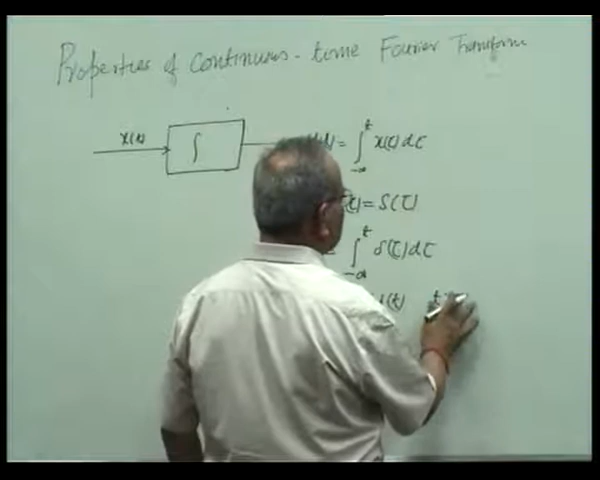 Properties of Continuous-time Fourier Transform
x(t) ∫ = ∫_{-∞}^{t} x(τ)dτ
= δ(τ)
∫_{-∞}^{t} δ(τ)dτ
(t) t